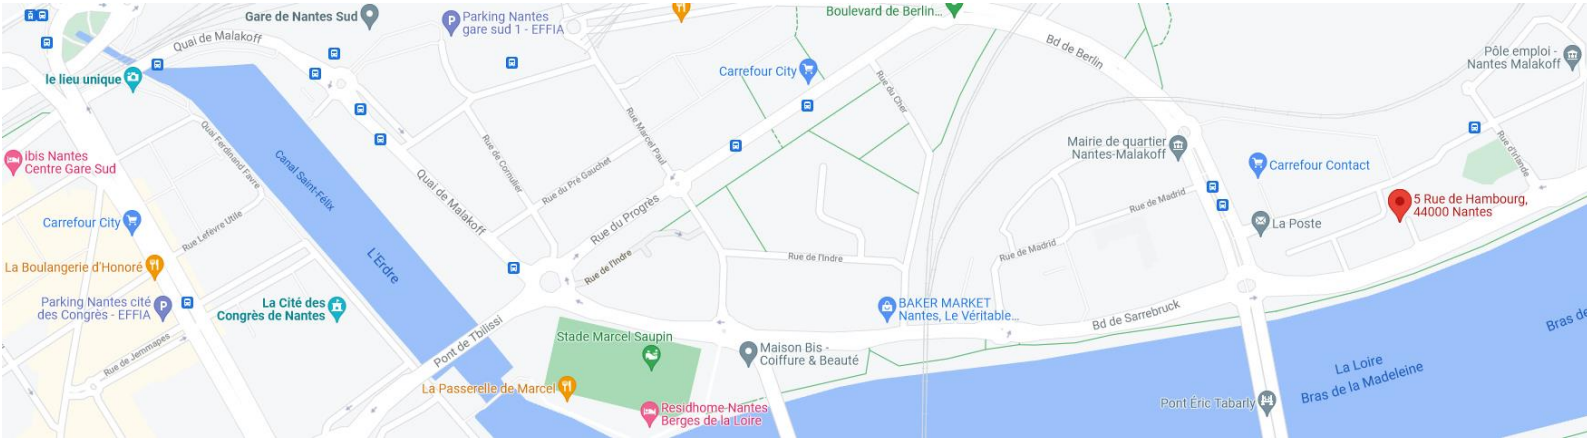 Gare de Nantes Sud
Parking Nantes
gare sud 1 - EFFIA
Boulevard de Berlin...
Quai de Malakoff
Bd de Berlin
Pôle emploi -
Nantes Malakoff
le lieu unique
Carrefour City
Rue du Cher
Quai Ferdinand Favre
Rue Marcel Paul
Rue de Cornulier
Mairie de quartier
Nantes-Malakoff
Rue d'Irlande
ibis Nantes
Centre Gare Sud
Canal Saint-Félix
Carrefour Contact
Quai de Malakoff
Rue du Pré Gauchet
Rue de Madrid
5 Rue de Hambourg,
44000 Nantes
Carrefour City
Rue Lefèvre Utile
Rue du Progrès
La Poste
L'Erdre
Rue de Madrid
La Boulangerie d'Honoré
Rue de l'Indre
Rue de l'Indre
Parking Nantes cité
des Congrès - EFFIA
La Cité des
Congrès de Nantes
BAKER MARKET
Nantes, Le Véritable...
Bd de Sarrebruck
Bras de
Pont de Tbilissi
Stade Marcel Saupin
Rue de Jemmapes
Maison Bis -
Coiffure & Beauté
La Loire
Bras de la Madeleine
La Passerelle de Marcel
Pont Éric Tabarly
Residhome-Nantes
Berges de la Loire